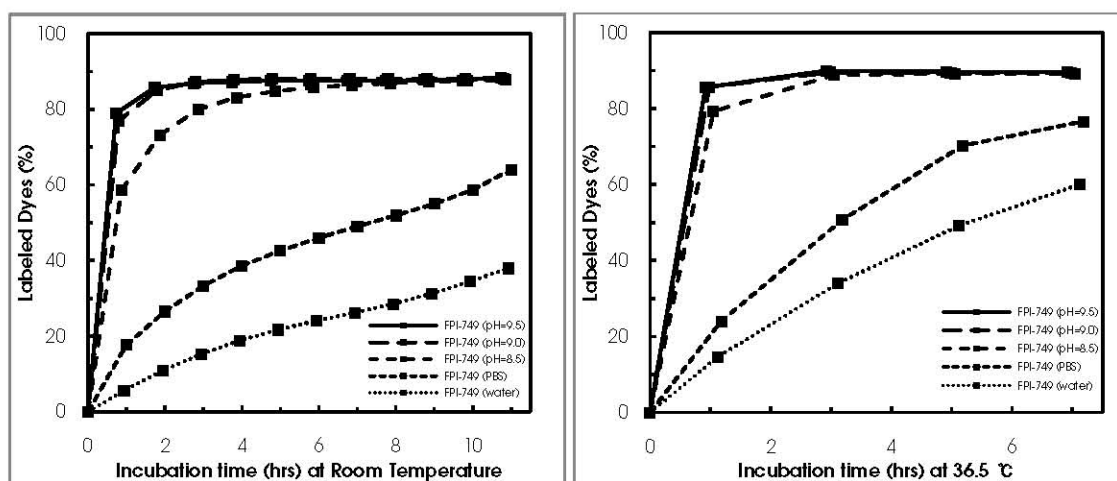 Labeled Dyes (%)
100
80
60
40
20
0
0
2
4
6
8
10
FPI-749 (pH=9.5)
FPI-749 (pH=9.0)
FPI-749 (pH=8.5)
FPI-749 (PBS)
FPI-749 (water)
Incubation time (hrs) at Room Temperature
Labeled Dyes (%)
100
80
60
40
20
0
0
2
4
6
FPI-749 (pH=9.5)
FPI-749 (pH=9.0)
FPI-749 (pH=8.5)
FPI-749 (PBS)
FPI-749 (water)
Incubation time (hrs) at 36.5 ℃